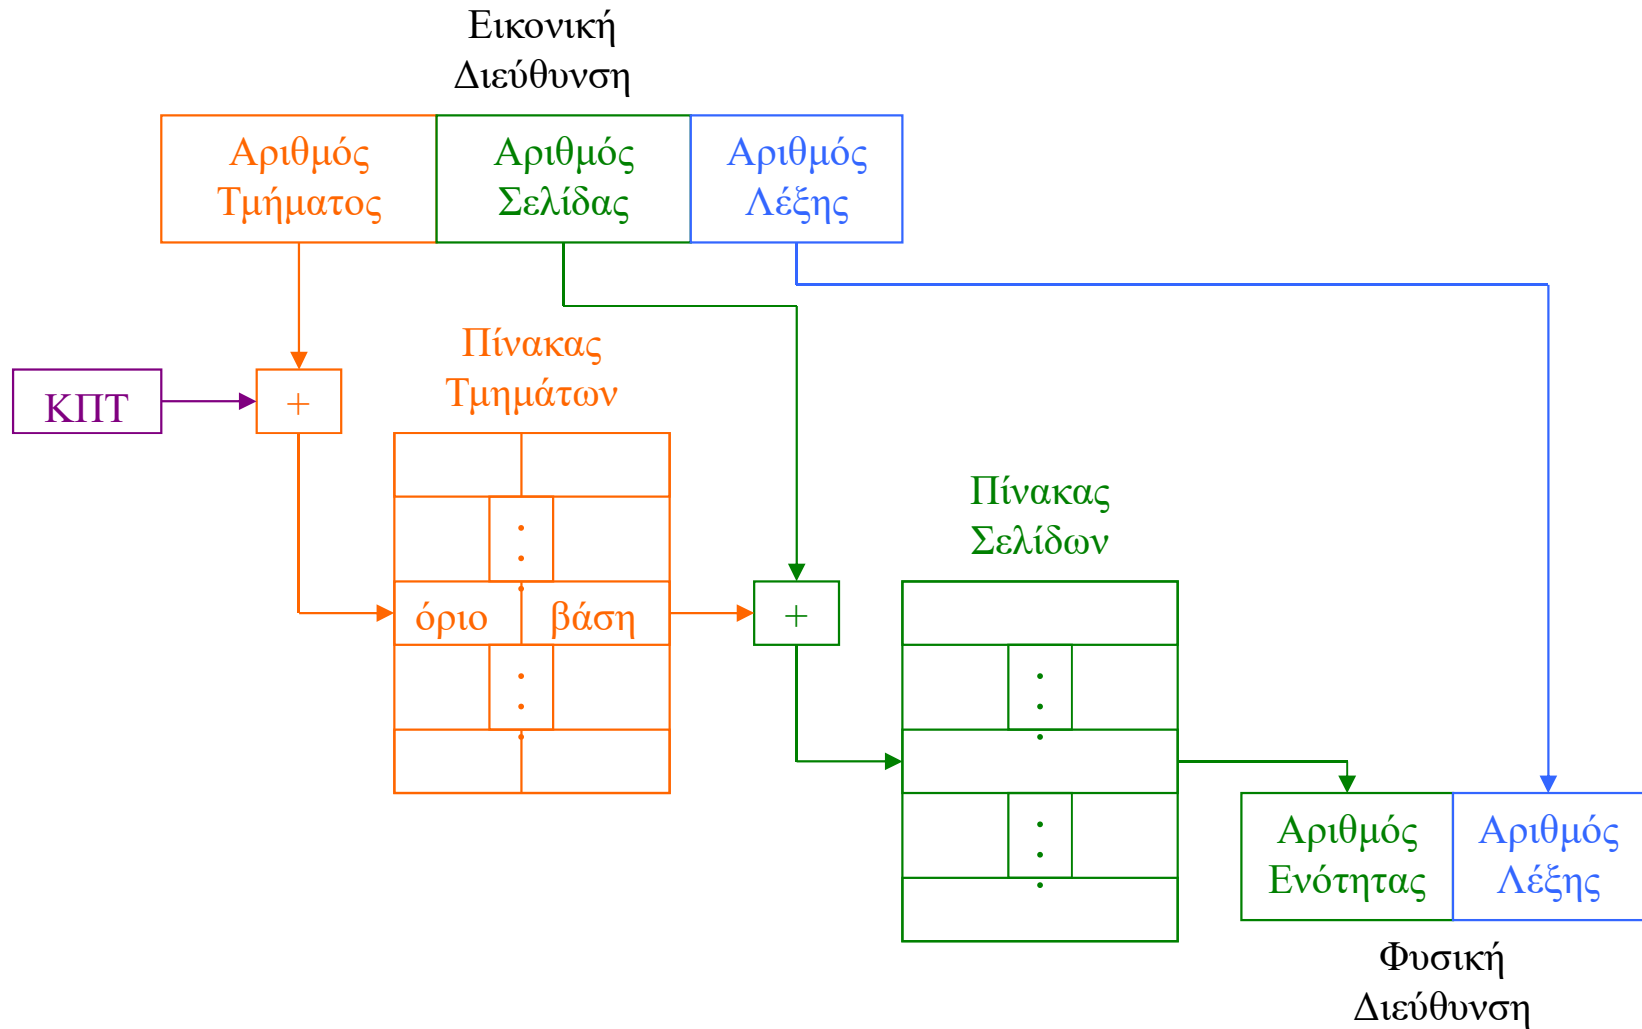 Εικονική
Διεύθυνση
Αριθμός
Τμήματος
Αριθμός
Σελίδας
Αριθμός
Λέξης
Πίνακας
Τμημάτων
ΚΠΤ
+
Πίνακας
Σελίδων
όριο
βάση
+
Αριθμός
Ενότητας
Αριθμός
Λέξης
Φυσική
Διεύθυνση